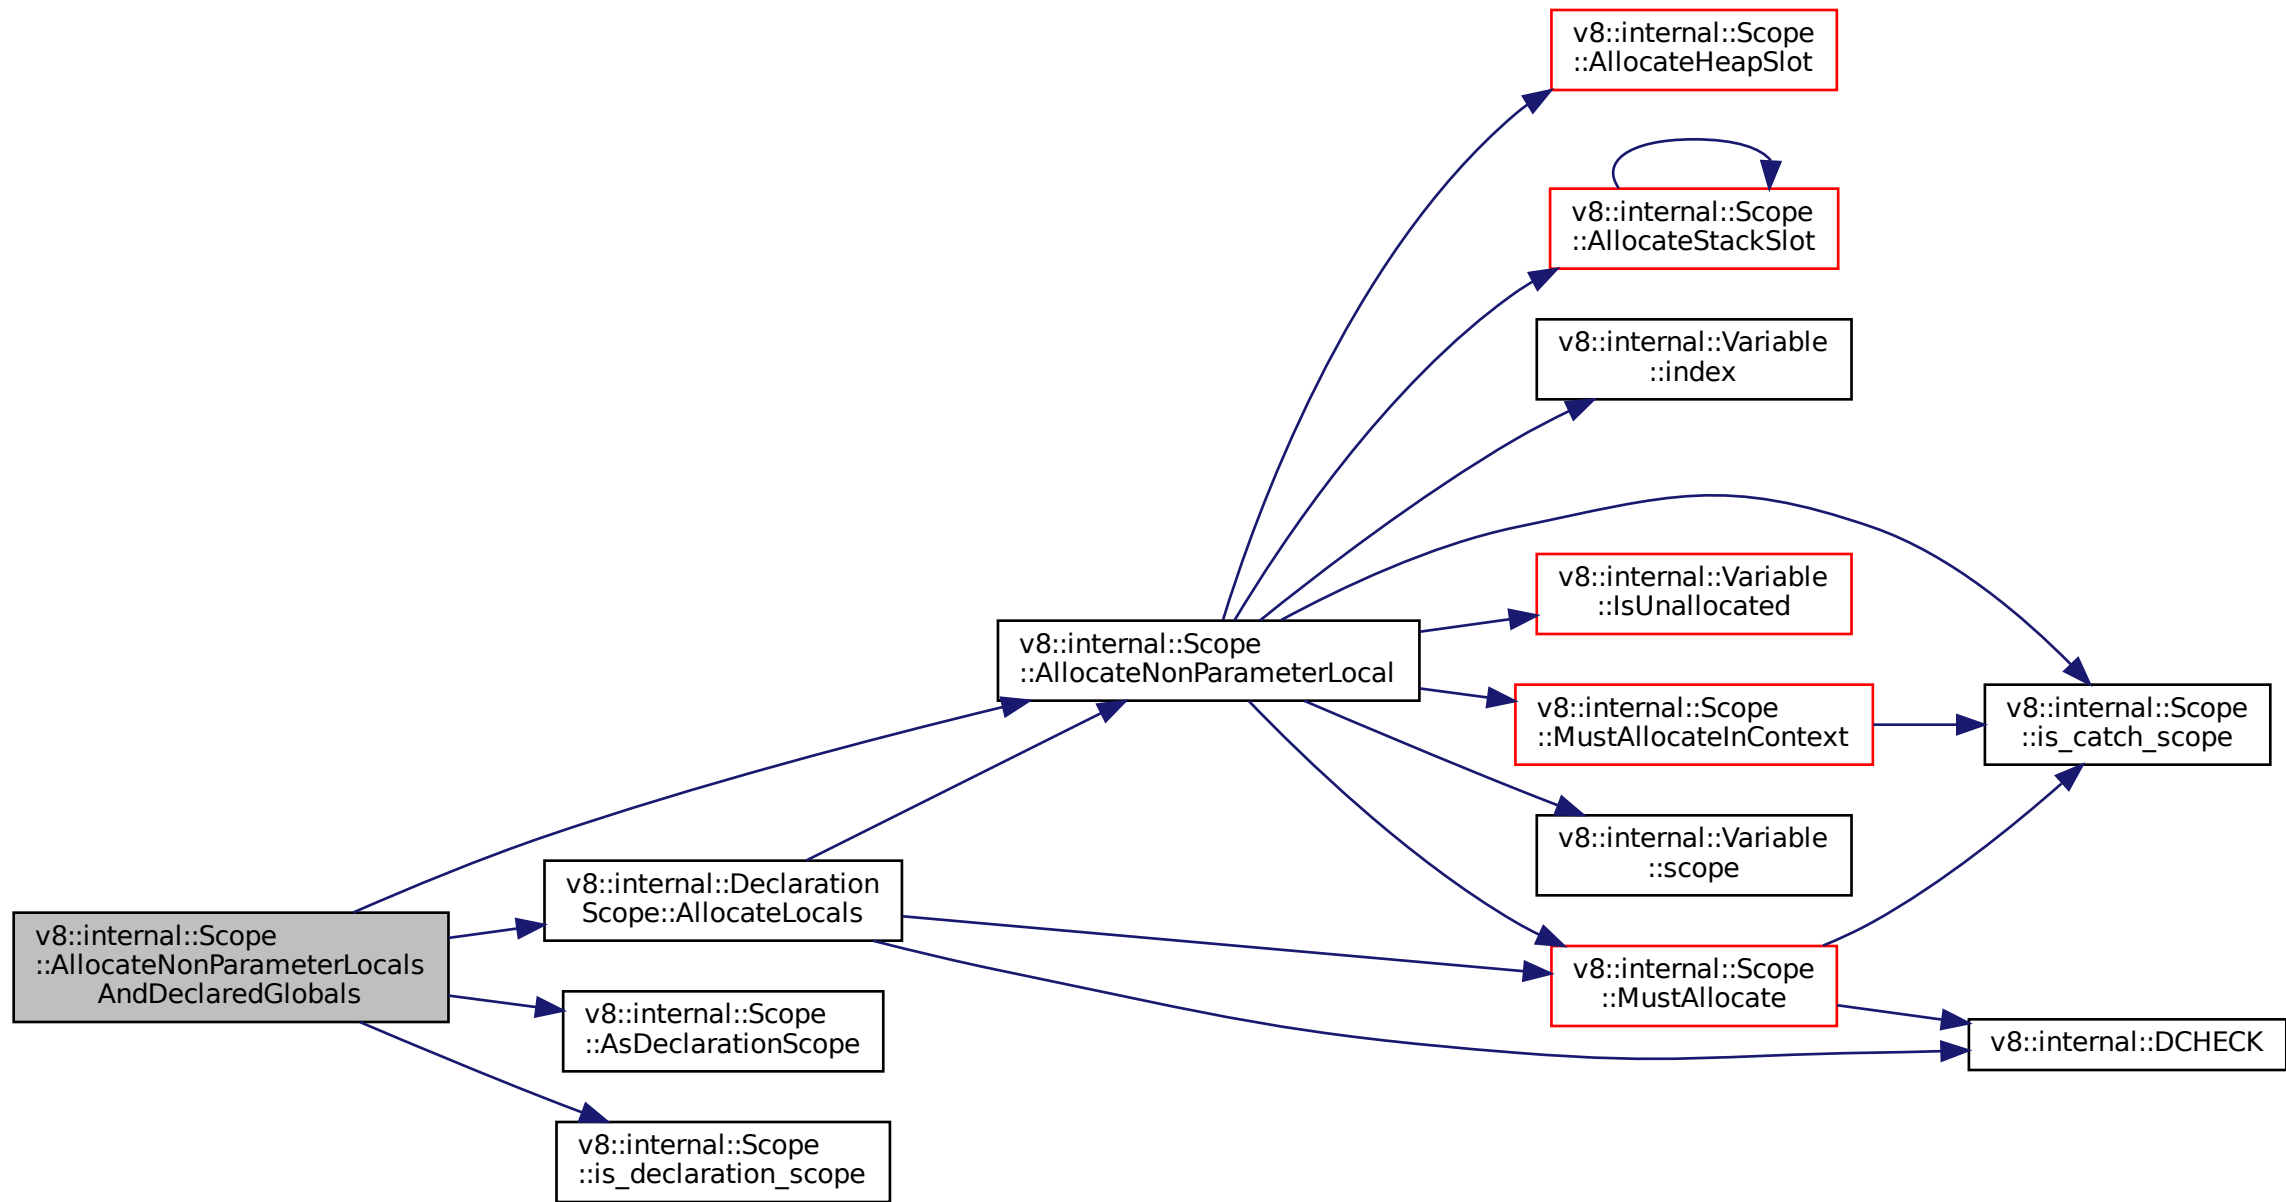 v8::internal::Scope
::AllocateHeapSlot
v8::internal::Scope
::AllocateStackSlot
v8::internal::Variable
::index
v8::internal::Variable
::IsUnallocated
v8::internal::Scope
::AllocateNonParameterLocal
v8::internal::Scope
::MustAllocateInContext
v8::internal::Scope
::is_catch_scope
v8::internal::Variable
::scope
v8::internal::Declaration
Scope::AllocateLocals
v8::internal::Scope
::AllocateNonParameterLocals
AndDeclaredGlobals
v8::internal::Scope
::MustAllocate
v8::internal::Scope
::AsDeclarationScope
v8::internal::DCHECK
v8::internal::Scope
::is_declaration_scope